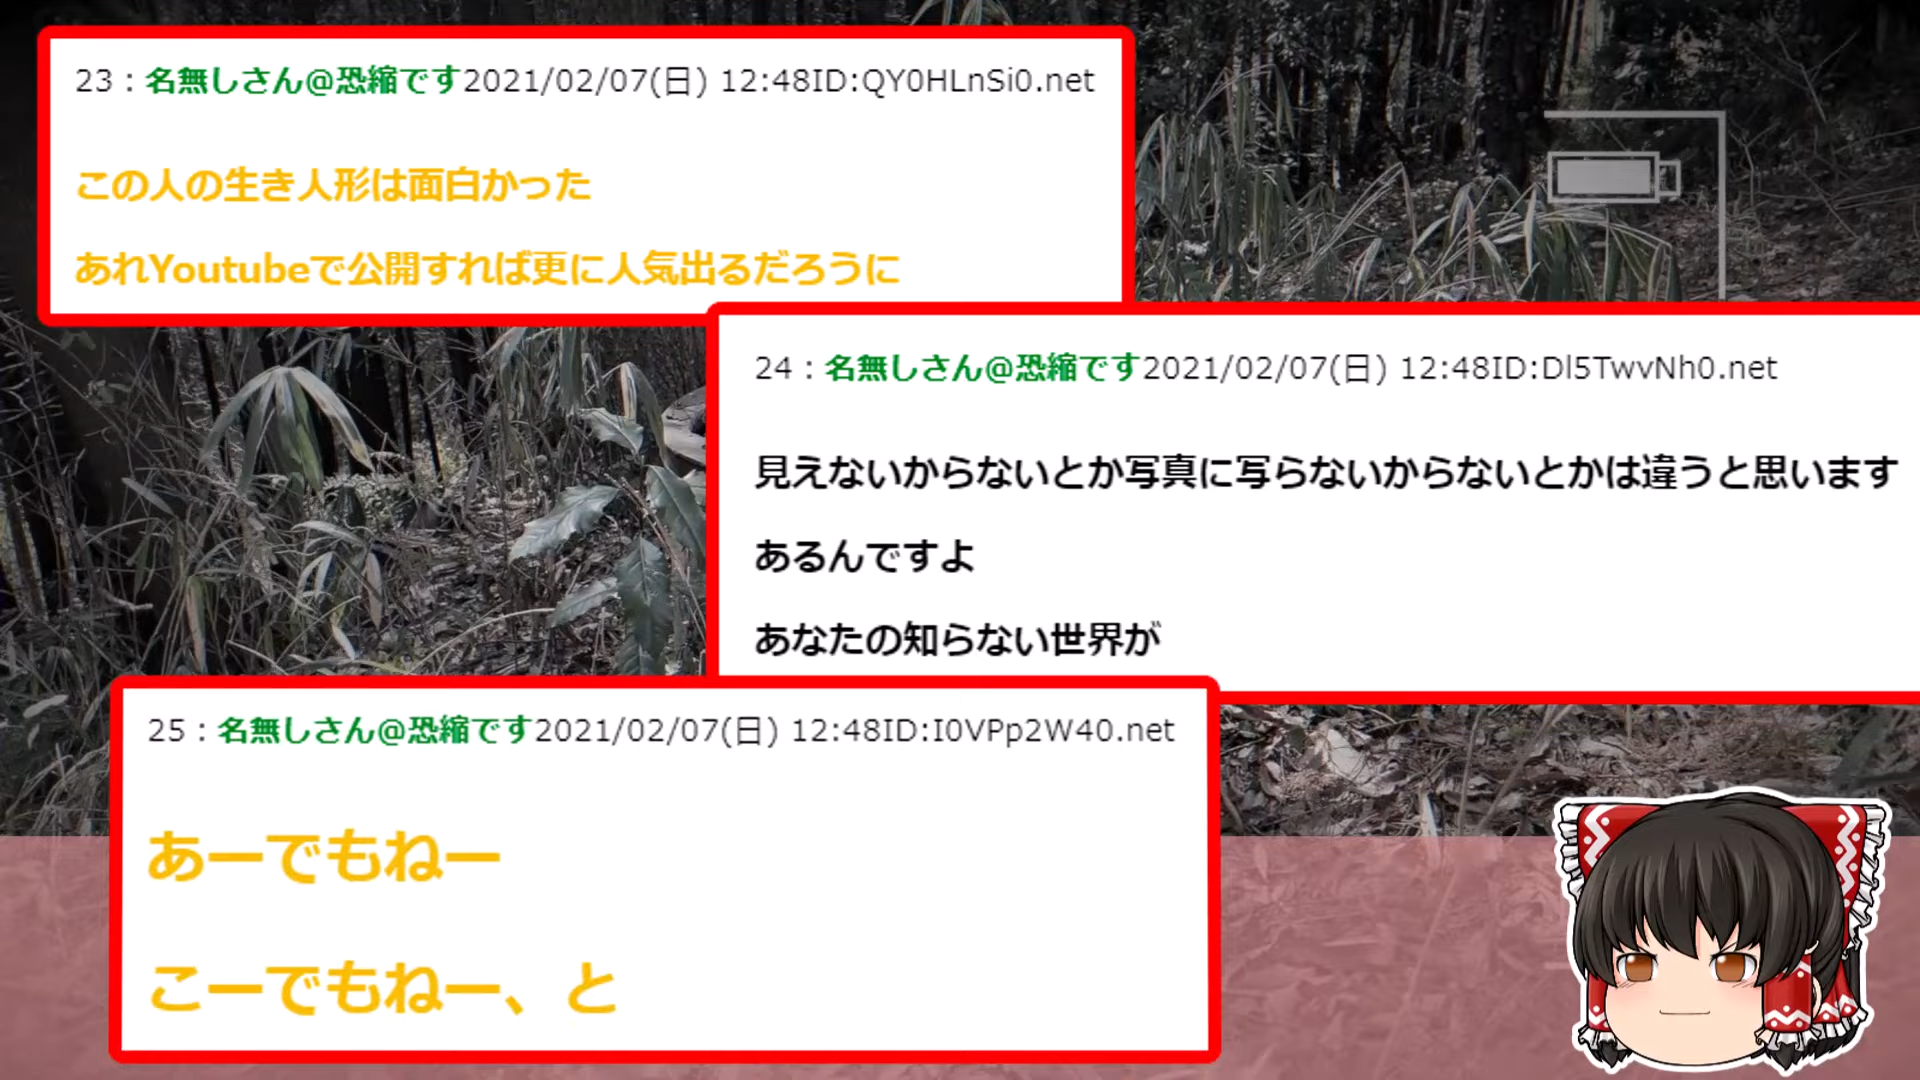 23：名無しさん@恐縮です2021/02/07(日) 12:48ID:QY0HLnSi0.net
この人の生き人形は面白かった
あれYoutubeで公開すれば更に人気出るだろうに
24：名無しさん@恐縮です2021/02/07(日) 12:48ID:Dl5TwvNh0.net
見えないからないとか写真に写らないからないとかは違うと思います
あるんですよ
あなたの知らない世界が
25：名無しさん@恐縮です2021/02/07(日) 12:48ID:I0VPp2W40.net
あーでもねー
こーでもねー、と